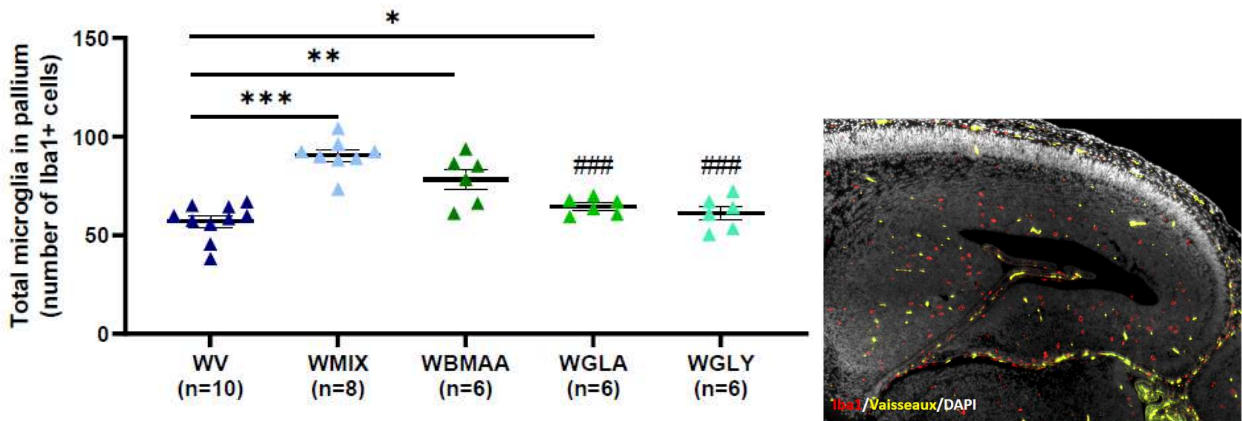 *
**
***
###
###
150
100
50
0
Total microglia in pallium
(number of Iba1+ cells)
WV
(n=10)
WMIX
(n=8)
WBMAA
(n=6)
WGLA
(n=6)
WGLY
(n=6)
Iba1/Vaisseaux/DAPI